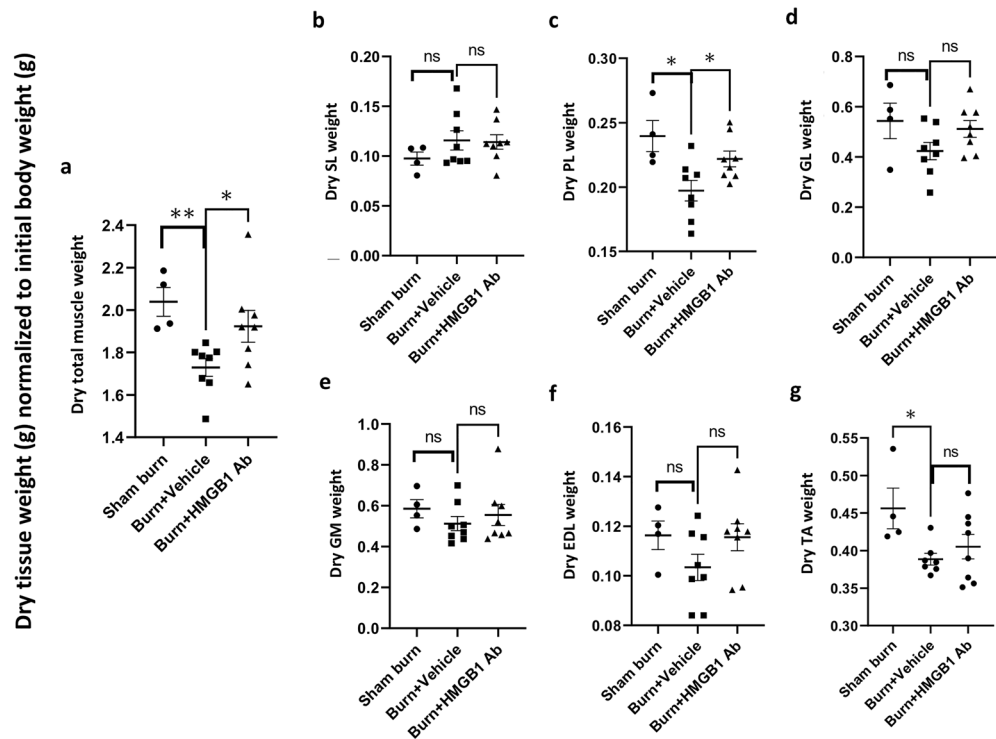 Dry tissue weight (g) normalized to initial body weight (g)
a
Dry total muscle weight
2.4
2.2
2.0
1.8
1.6
1.4
**
*
Sham burn
Burn+Vehicle
Burn+HMGB1 Ab
b
Dry SL weight
0.20
0.15
0.10
0.05
0.00
ns
ns
Sham burn
Burn+Vehicle
Burn+HMGB1 Ab
c
Dry PL weight
0.30
0.25
0.20
0.15
*
*
Sham burn
Burn+Vehicle
Burn+HMGB1 Ab
d
Dry GL weight
0.8
0.6
0.4
0.2
0.0
ns
ns
Sham burn
Burn+Vehicle
Burn+HMGB1 Ab
e
Dry GM weight
1.0
0.8
0.6
0.4
0.2
0.0
ns
ns
Sham burn
Burn+Vehicle
Burn+HMGB1 Ab
f
Dry EDL weight
0.16
0.14
0.12
0.10
0.08
ns
ns
Sham burn
Burn+Vehicle
Burn+HMGB1 Ab
g
Dry TA weight
0.55
0.50
0.45
0.40
0.35
0.30
*
ns
Sham burn
Burn+Vehicle
Burn+HMGB1 Ab